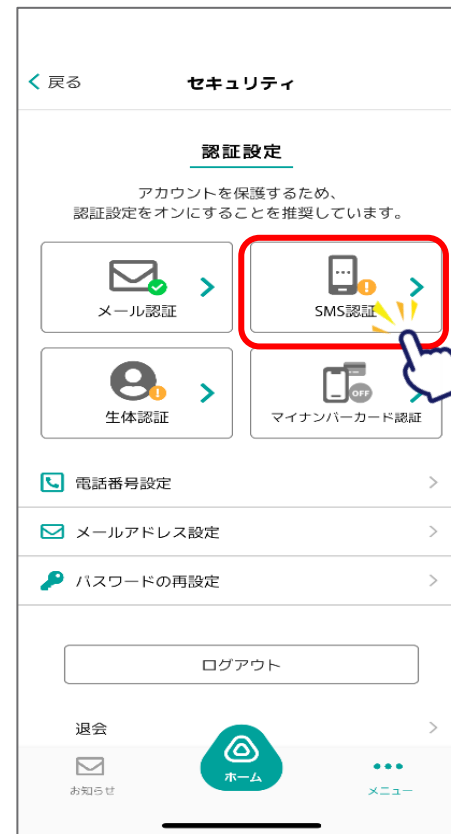 戻る
セキュリティ
認証設定
アカウントを保護するため、
認証設定をオンにすることを推奨しています。
メール認証
SMS認証
生体認証
OFF
マイナンバーカード認証
電話番号設定
メールアドレス設定
パスワードの再設定
ログアウト
退会
お知らせ
ホーム
メニュー